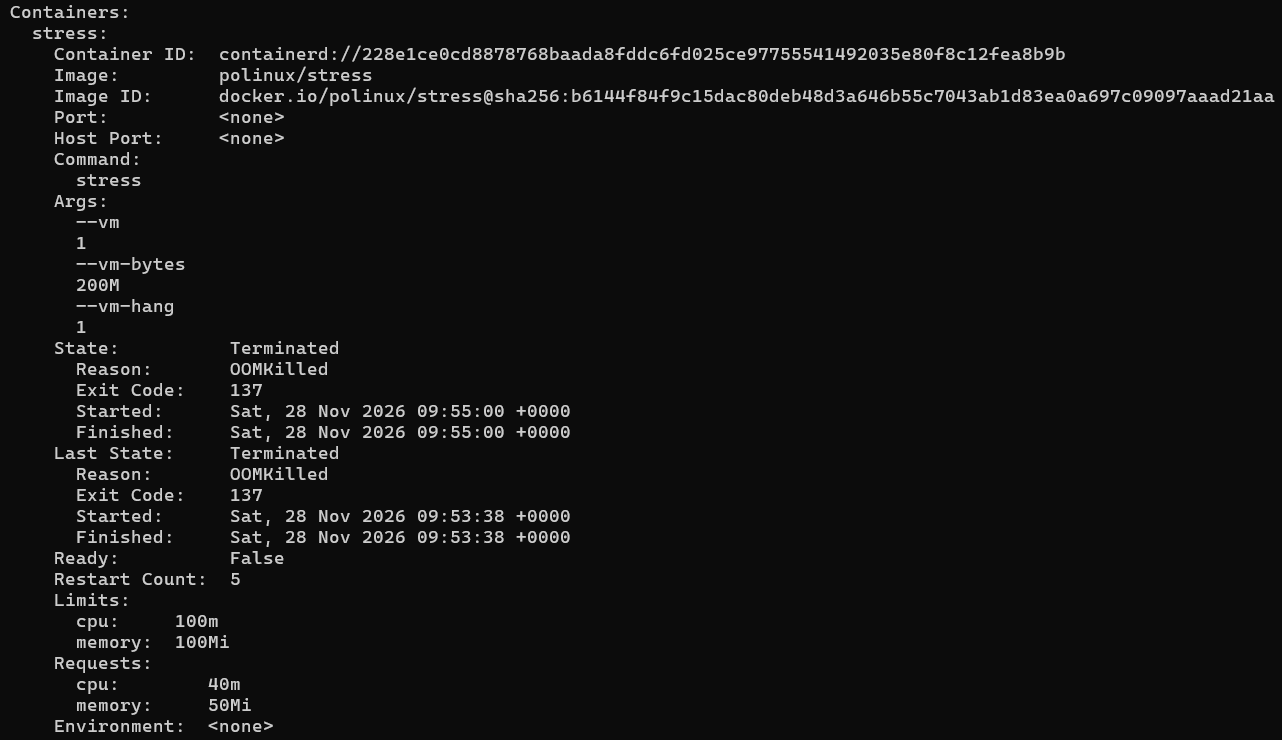 Containers:
  stress:
    Container ID:  containerd://228e1ce0cd8878768baada8fddc6fd025ce97755541492035e80f8c12fea8b9b
    Image:         polinux/stress
    Image ID:      docker.io/polinux/stress@sha256:b6144f84f9c15dac80deb48d3a646b55c7043ab1d83ea0a697c09097aaad21aa
    Port:          <none>
    Host Port:     <none>
    Command:
      stress
    Args:
      --vm
      1
      --vm-bytes
      200M
      --vm-hang
      1
    State:          Terminated
      Reason:       OOMKilled
      Exit Code:    137
      Started:      Sat, 28 Nov 2026 09:55:00 +0000
      Finished:     Sat, 28 Nov 2026 09:55:00 +0000
    Last State:     Terminated
      Reason:       OOMKilled
      Exit Code:    137
      Started:      Sat, 28 Nov 2026 09:53:38 +0000
      Finished:     Sat, 28 Nov 2026 09:53:38 +0000
    Ready:          False
    Restart Count:  5
    Limits:
      cpu:     100m
      memory:  100Mi
    Requests:
      cpu:        40m
      memory:     50Mi
    Environment:  <none>